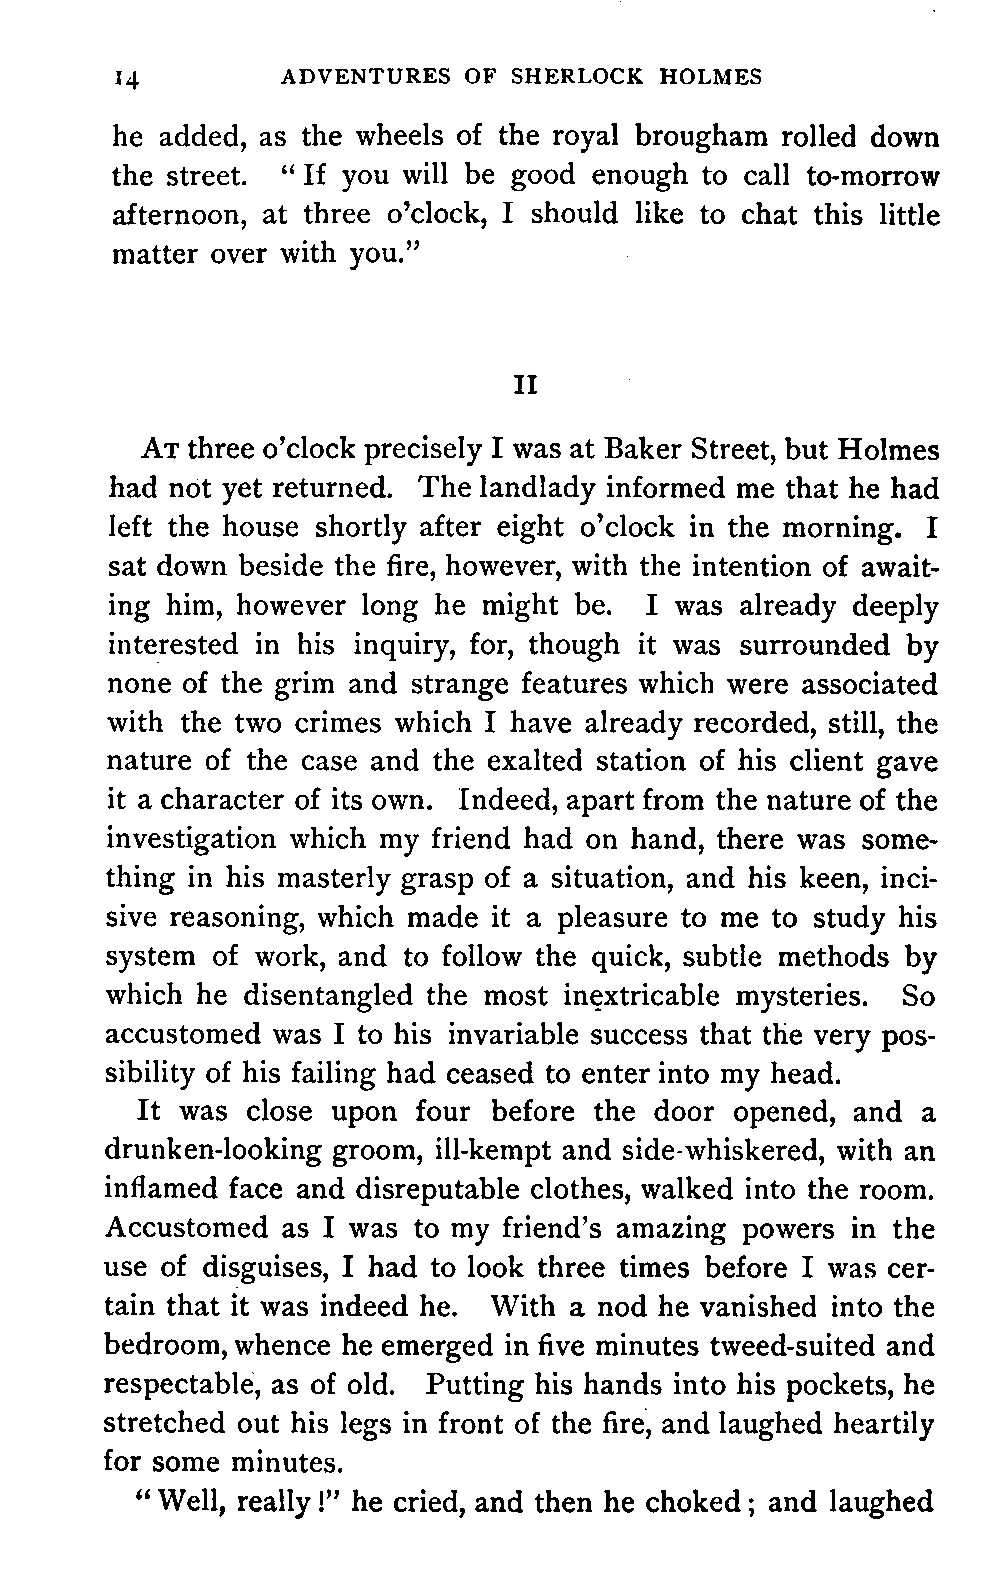 14 ADVENTURES OF SHERLOCK HOLMES
he added, as the wheels of the royal brougham rolled down
the street. “If you will be good enough to call to-morrow
afternoon, at three o’clock, I should like to chat this little
matter over with you.”
II
AT three o’clock precisely I was at Baker Street, but Holmes
had not yet returned. The landlady informed me that he had
left the house shortly after eight o’clock in the morning. I
sat down beside the fire, however, with the intention of await-
ing him, however long he might be. I was already deeply
interested in his inquiry, for, though it was surrounded by
none of the grim and strange features which were associated
with the two crimes which I have already recorded, still, the
nature of the case and the exalted station of his client gave
it a character of its own. Indeed, apart from the nature of the
investigation which my friend had on hand, there was some-
thing in his masterly grasp of a situation, and his keen, inci-
sive reasoning, which made it a pleasure to me to study his
system of work, and to follow the quick, subtle methods by
which he disentangled the most inextricable mysteries. So
accustomed was I to his invariable success that the very pos-
sibility of his failing had ceased to enter into my head.
It was close upon four before the door opened, and a
drunken-looking groom, ill-kempt and side-whiskered, with an
inflamed face and disreputable clothes, walked into the room.
Accustomed as I was to my friend’s amazing powers in the
use of disguises, I had to look three times before I was cer-
tain that it was indeed he. With a nod he vanished into the
bedroom, whence he emerged in five minutes tweed-suited and
respectable, as of old. Putting his hands into his pockets, he
stretched out his legs in front of the fire, and laughed heartily
for some minutes.
“Well, really!” he cried, and then he choked; and laughed